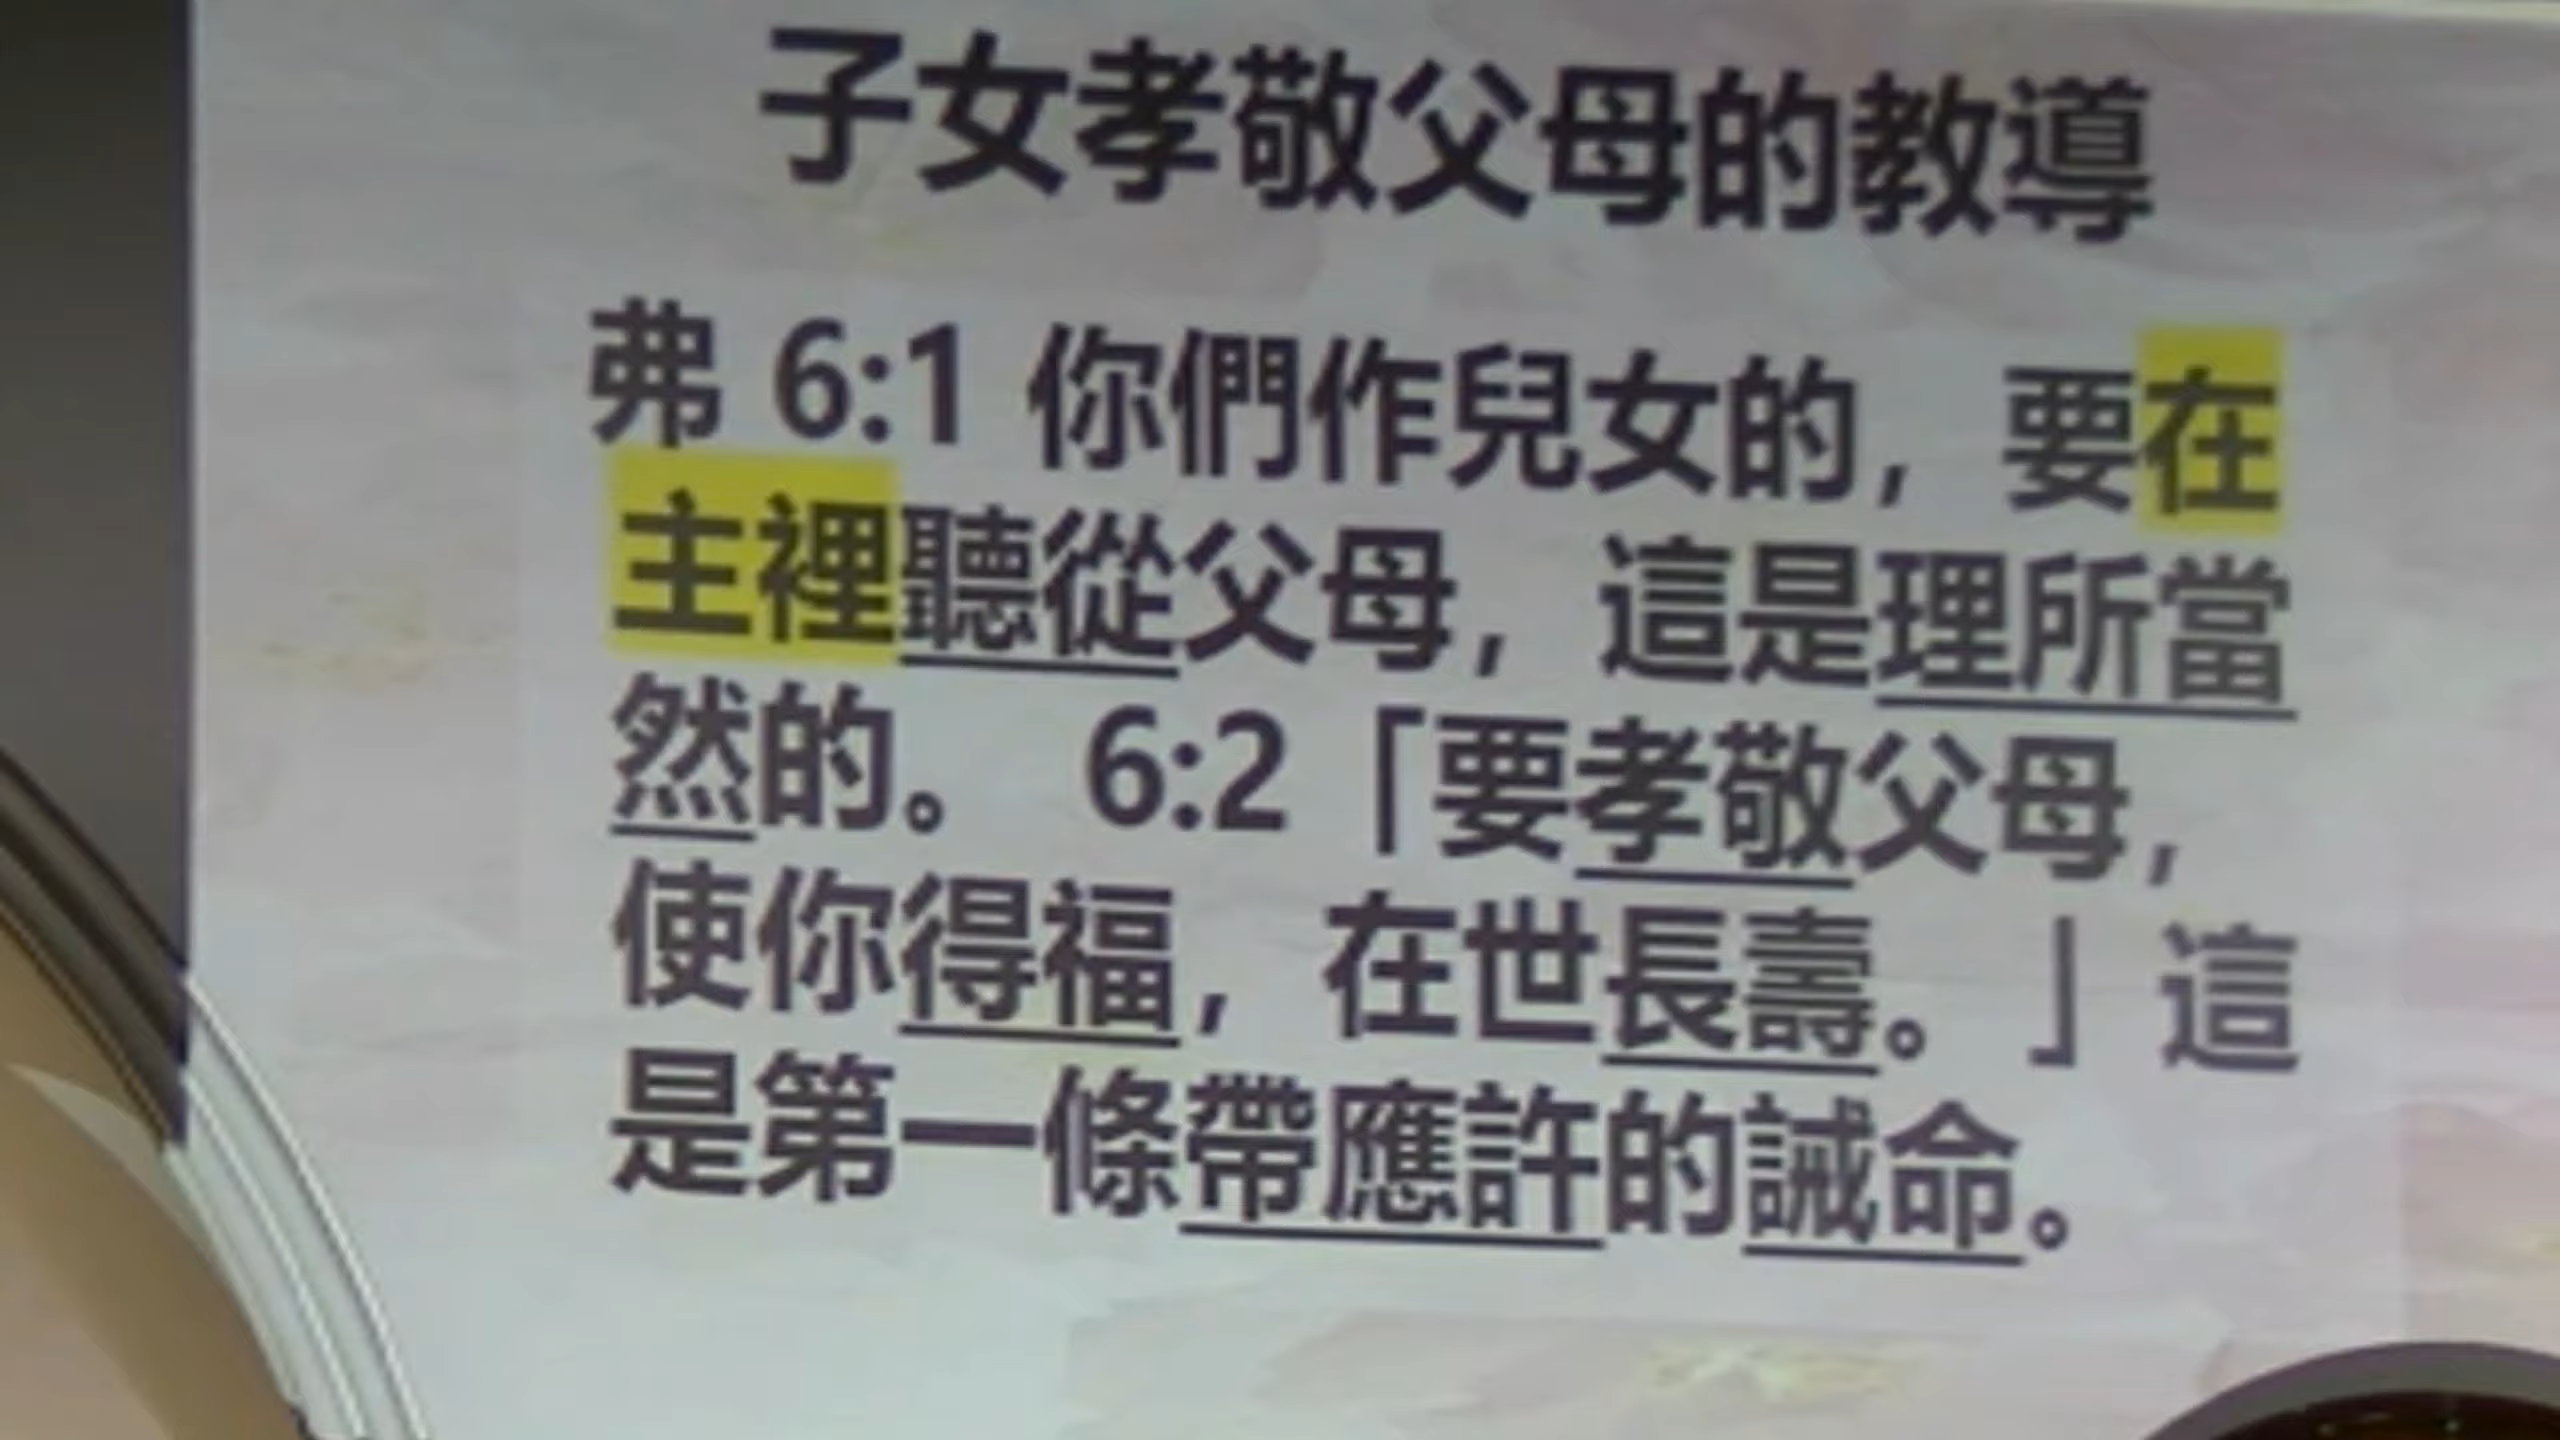 子女孝敬父母的教導
弗 6:1 你們作兒女的，要在
主裡聽從父母，這是理所當
然的。 6:2「要孝敬父母，
使你得福，在世長壽。」這
是第一條帶應許的誡命。